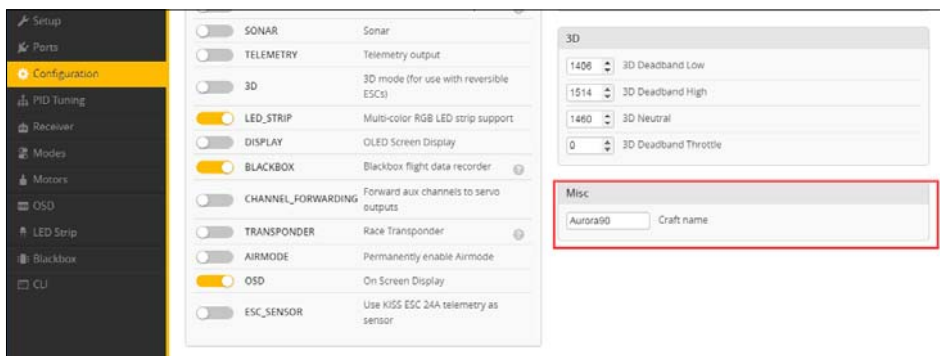 Setup
Ports
Configuration
PID Tuning
Receiver
Modes
Motors
OSD
LED Strip
Blackbox
CLI
SONAR Sonar
TELEMETRY Telemetry output
3D 3D mode (for use with reversible
ESCs)
LED_STRIP Multi-color RGB LED strip support
DISPLAY OLED Screen Display
BLACKBOX Blackbox flight data recorder
CHANNEL_FORWARDING Forward aux channels to servo
outputs
TRANSPONDER Race Transponder
AIRMODE Permanently enable Airmode
OSD On Screen Display
ESC_SENSOR Use KISS ESC 24A telemetry as
sensor
3D
1406 3D Deadband Low
1514 3D Deadband High
1460 3D Neutral
0 3D Deadband Throttle
Misc
Aurora90 Craft name